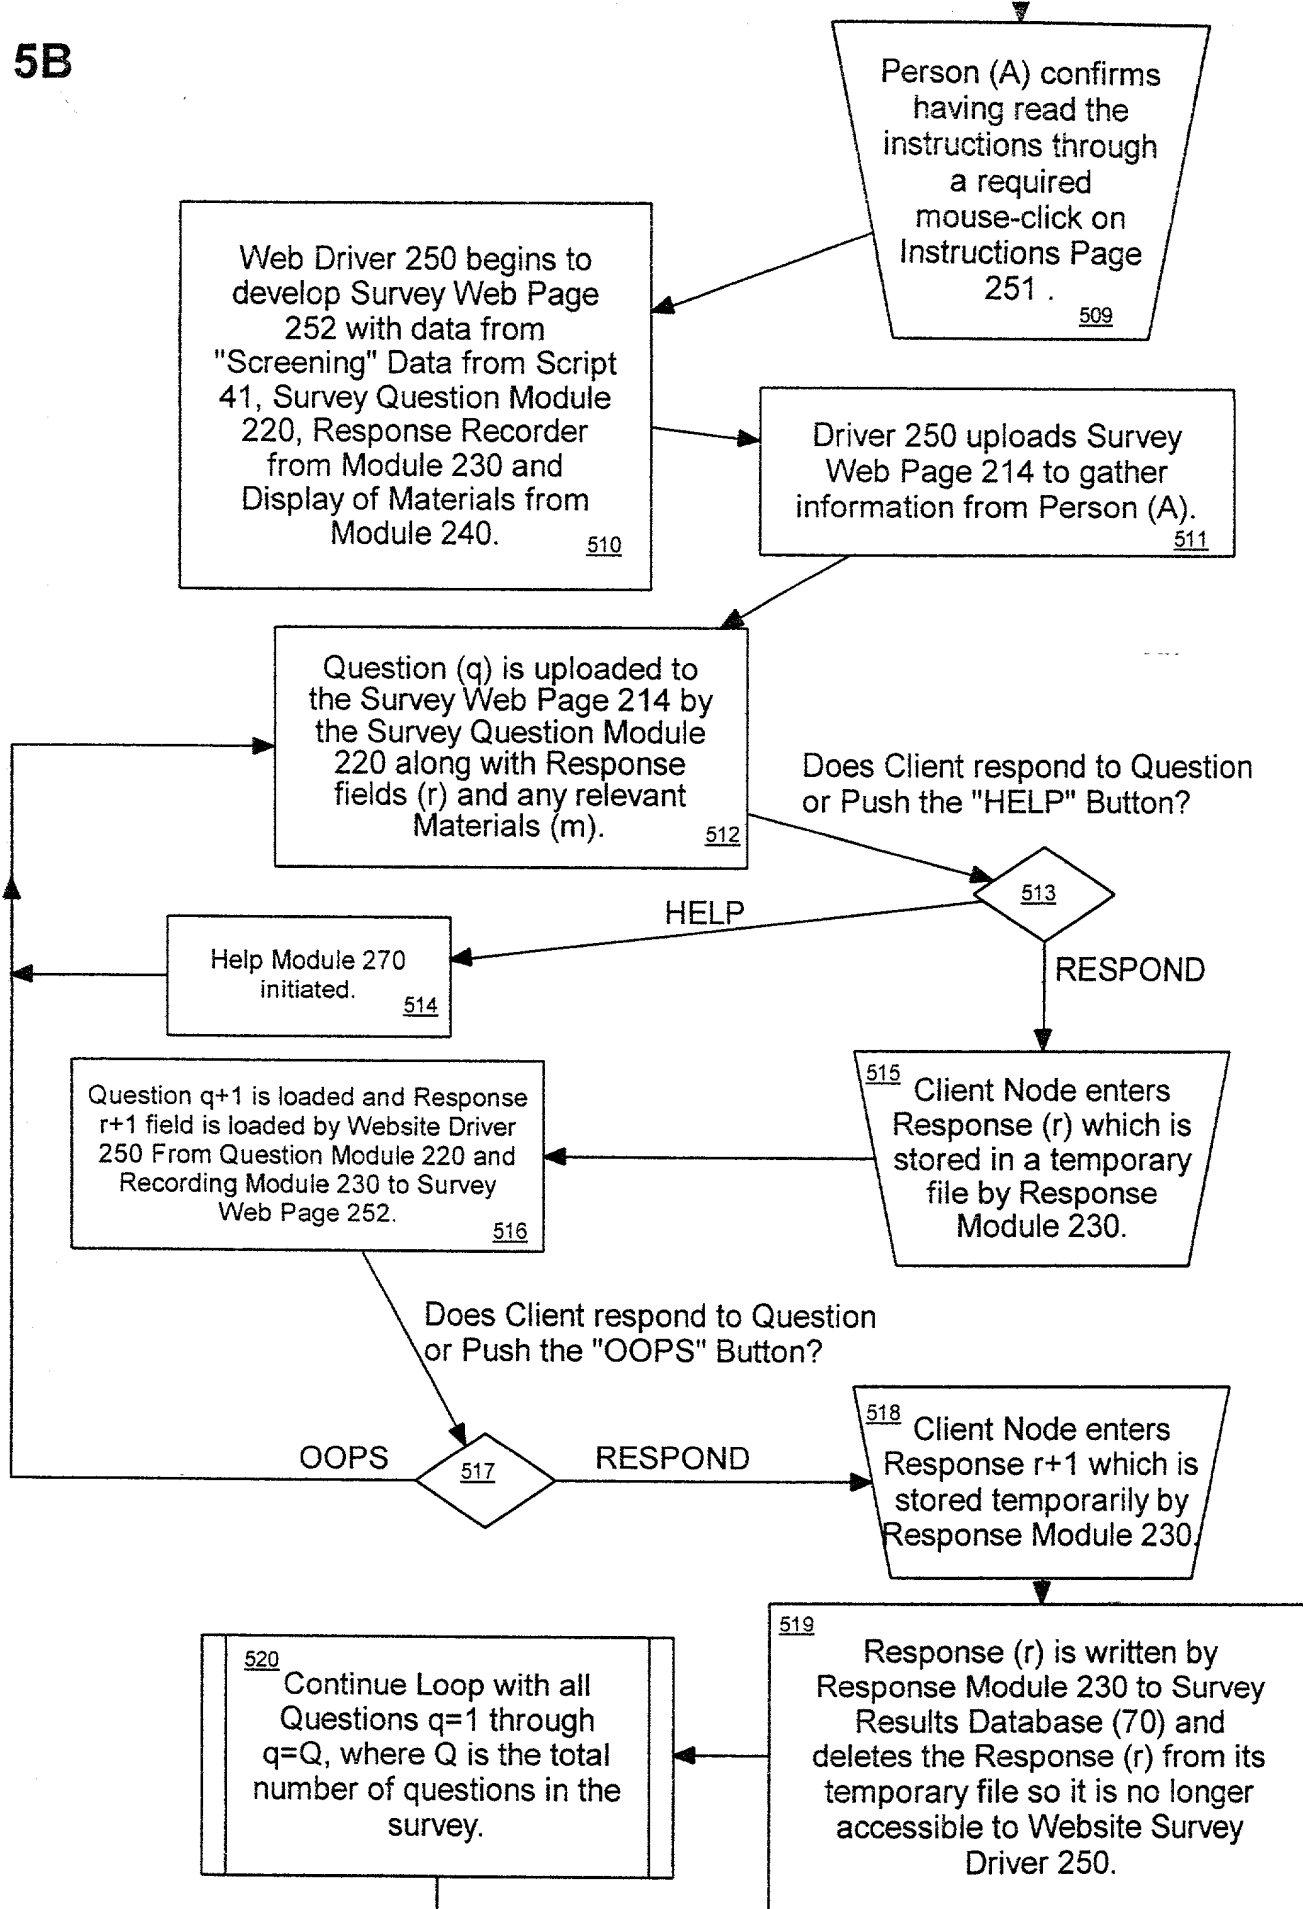 5B
Person (A) confirms
having read the
instructions through
a required
mouse-click on
Instructions Page
251 .
509
Web Driver 250 begins to
develop Survey Web Page
252 with data from
"Screening" Data from Script
41, Survey Question Module
220, Response Recorder
from Module 230 and
Display of Materials from
Module 240.
510
Driver 250 uploads Survey
Web Page 214 to gather
information from Person (A).
511
Question (q) is uploaded to
the Survey Web Page 214 by
the Survey Question Module
220 along with Response
fields (r) and any relevant
Materials (m).
512
Does Client respond to Question
or Push the "HELP" Button?
513
HELP
RESPOND
Help Module 270
initiated.
514
515
Client Node enters
Response (r) which is
stored in a temporary
file by Response
Module 230.
Question q+1 is loaded and Response
r+1 field is loaded by Website Driver
250 From Question Module 220 and
Recording Module 230 to Survey
Web Page 252.
516
Does Client respond to Question
or Push the "OOPS" Button?
OOPS
517
RESPOND
518
Client Node enters
Response r+1 which is
stored temporarily by
Response Module 230.
519
Response (r) is written by
Response Module 230 to Survey
Results Database (70) and
deletes the Response (r) from its
temporary file so it is no longer
accessible to Website Survey
Driver 250.
520
Continue Loop with all
Questions q=1 through
q=Q, where Q is the total
number of questions in the
survey.